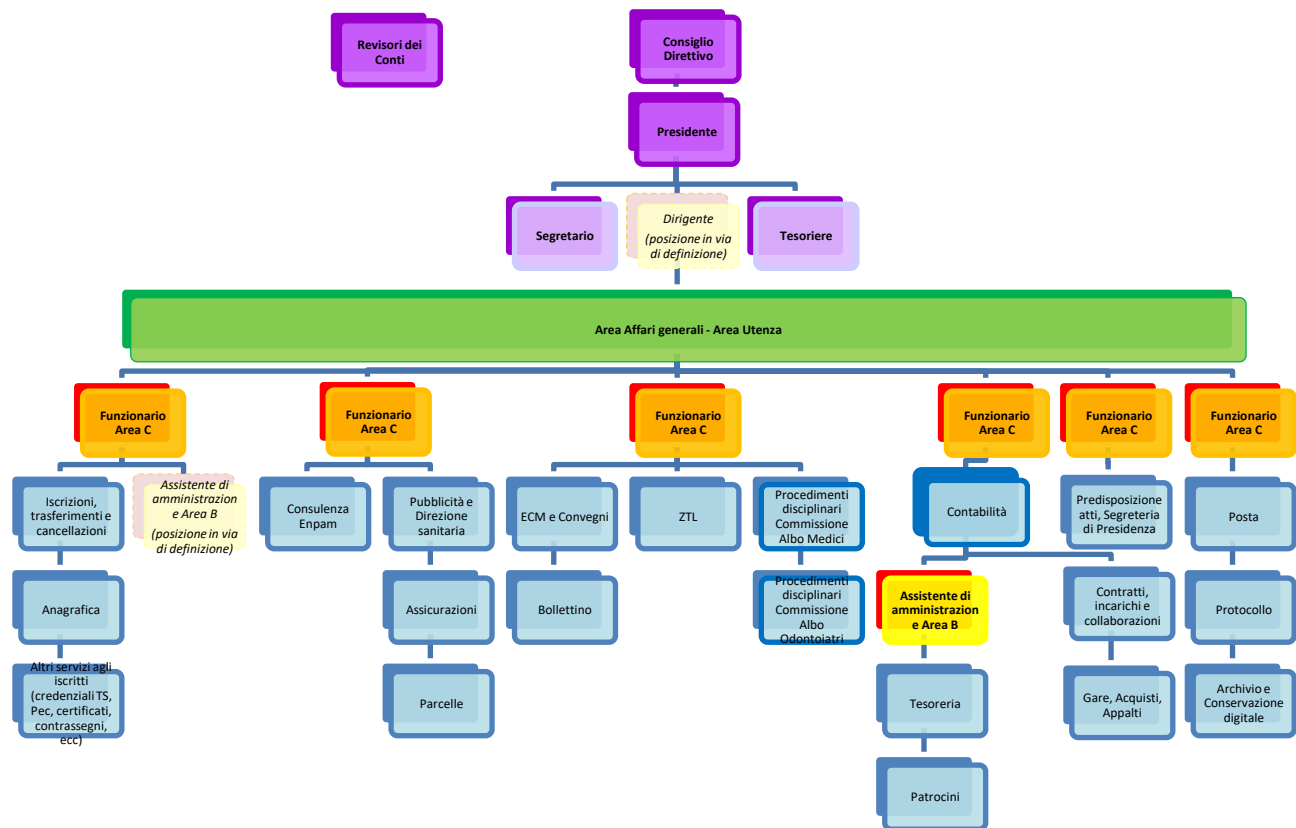 Revisori dei
Conti
Consiglio
Direttivo
Presidente
Segretario
Dirigente
(posizione in via
di definizione)
Tesoriere
Area Affari generali - Area Utenza
Funzionario
Area C
Funzionario
Area C
Funzionario
Area C
Funzionario
Area C
Funzionario
Area C
Funzionario
Area C
Iscrizioni,
trasferimenti e
cancellazioni
Assistente di
amministrazion
e Area B
(posizione in via
di definizione)
Consulenza
Enpam
Pubblicità e
Direzione
sanitaria
ECM e Convegni
ZTL
Procedimenti
disciplinari
Commissione
Albo Medici
Contabilità
Predisposizione
atti, Segreteria
di Presidenza
Posta
Anagrafica
Assicurazioni
Bollettino
Procedimenti
disciplinari
Commissione
Albo
Odontoiatri
Assistente di
amministrazion
e Area B
Contratti,
incarichi e
collaborazioni
Protocollo
Altri servizi agli
iscritti
(credenziali TS,
Pec, certificati,
contrassegni,
ecc)
Parcelle
Tesoreria
Gare, Acquisti,
Appalti
Archivio e
Conservazione
digitale
Patrocini